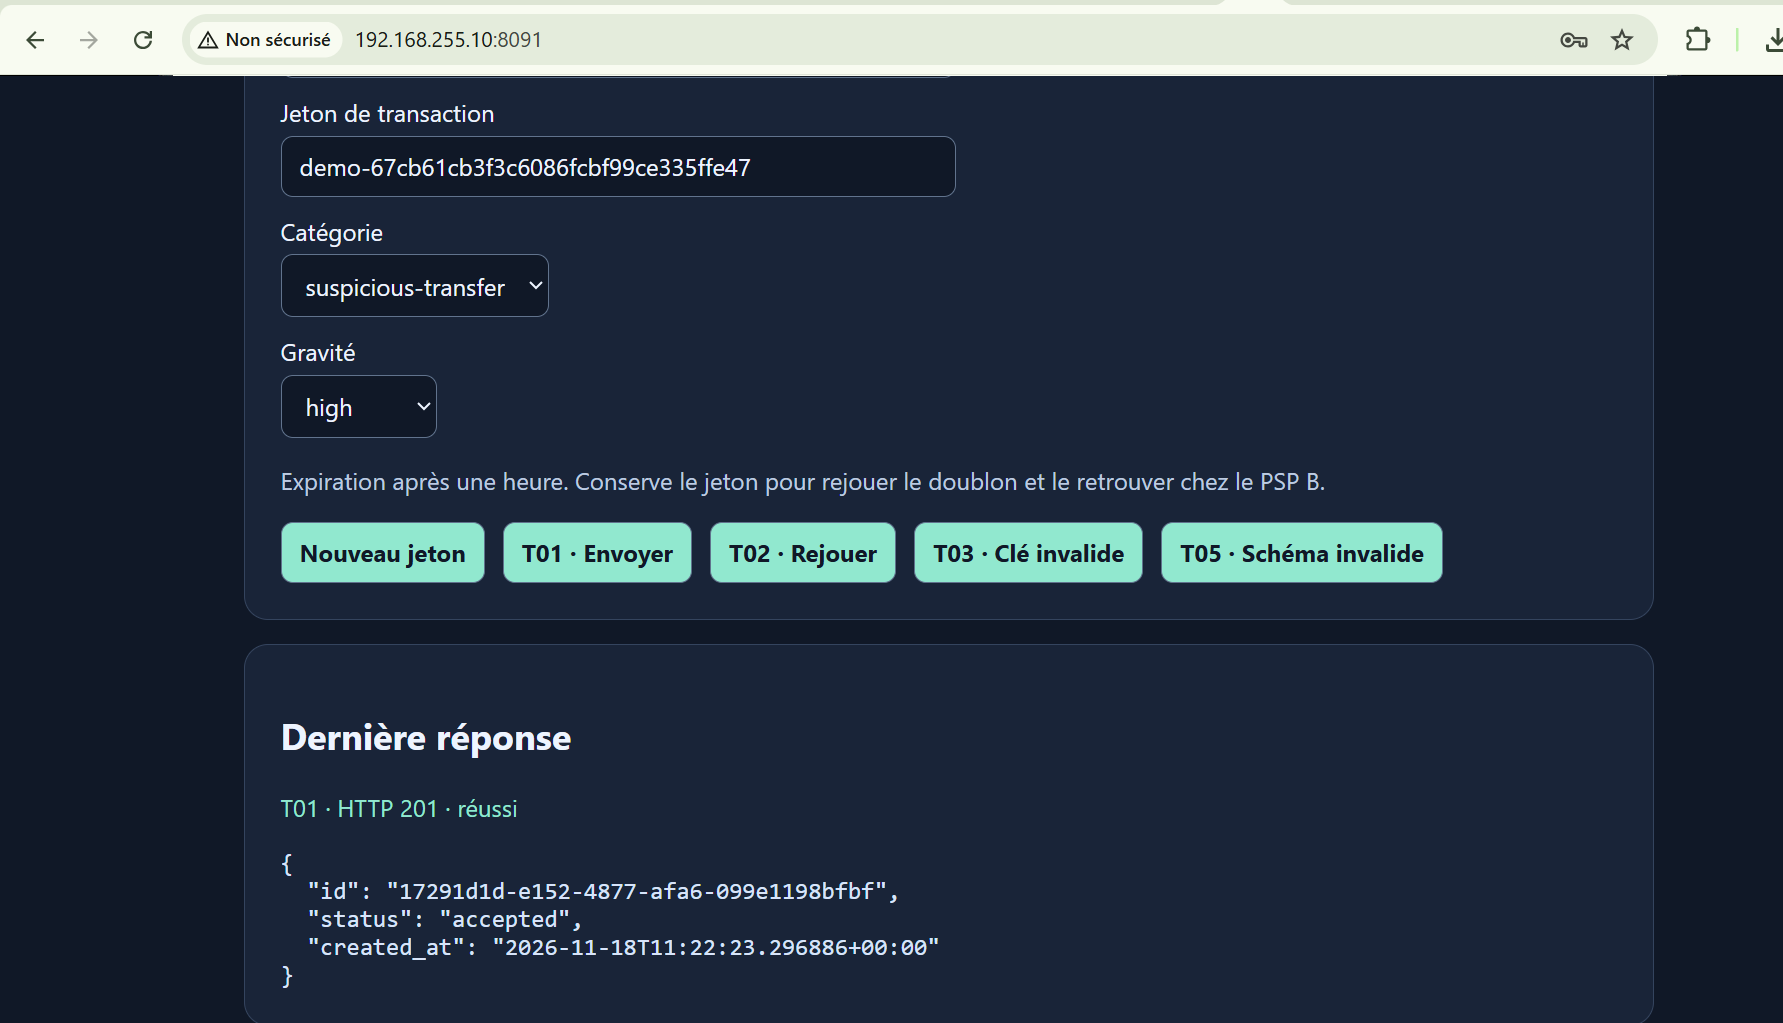 Non sécurisé
192.168.255.10:8091
Jeton de transaction
demo-67cb61cb3f3c6086fcbf99ce335ffe47
Catégorie
suspicious-transfer
Gravité
high
Expiration après une heure. Conserve le jeton pour rejouer le doublon et le retrouver chez le PSP B.
Nouveau jeton
T01 · Envoyer
T02 · Rejouer
T03 · Clé invalide
T05 · Schéma invalide
Dernière réponse
T01 · HTTP 201 · réussi
{
"id": "17291d1d-e152-4877-afa6-099e1198bfbf",
"status": "accepted",
"created_at": "2026-11-18T11:22:23.296886+00:00"
}